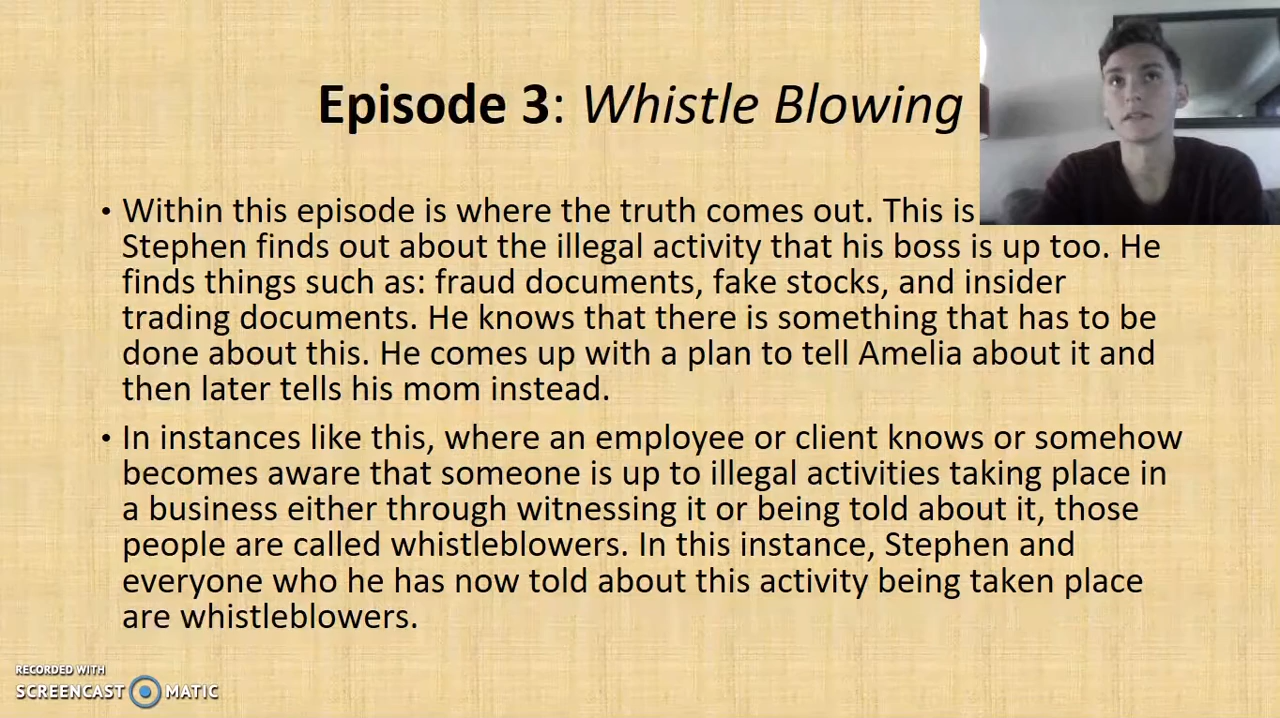 Episode 3: Whistle Blowing
• Within this episode is where the truth comes out. This is
Stephen finds out about the illegal activity that his boss is up too. He
finds things such as: fraud documents, fake stocks, and insider
trading documents. He knows that there is something that has to be
done about this. He comes up with a plan to tell Amelia about it and
then later tells his mom instead.
• In instances like this, where an employee or client knows or somehow
becomes aware that someone is up to illegal activities taking place in
a business either through witnessing it or being told about it, those
people are called whistleblowers. In this instance, Stephen and
everyone who he has now told about this activity being taken place
are whistleblowers.
RECORDED WITH
SCREENCAST MATIC